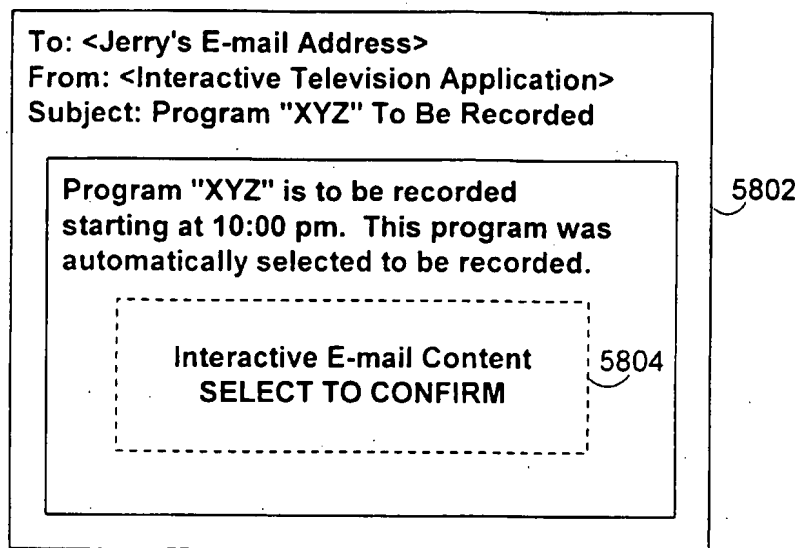 To: <Jerry's E-mail Address>
From: <Interactive Television Application>
Subject: Program "XYZ" To Be Recorded
Program "XYZ" is to be recorded
starting at 10:00 pm. This program was
automatically selected to be recorded.
5802
Interactive E-mail Content
SELECT TO CONFIRM
5804